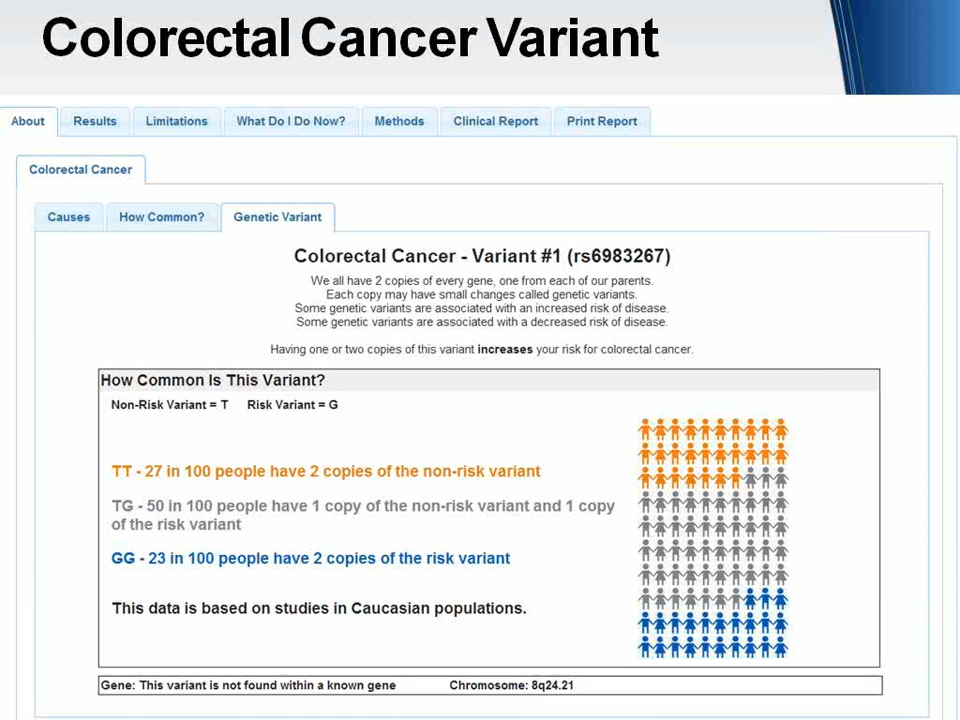 Colorectal Cancer Variant
About
Results
Limitations
What Do I Do Now?
Methods
Clinical Report
Print Report
Colorectal Cancer
Causes
How Common?
Genetic Variant
Colorectal Cancer - Variant #1 (rs6983267)
We all have 2 copies of every gene, one from each of our parents.
Each copy may have small changes called genetic variants.
Some genetic variants are associated with an increased risk of disease.
Some genetic variants are associated with a decreased risk of disease.
Having one or two copies of this variant increases your risk for colorectal cancer.
How Common Is This Variant?
Non-Risk Variant = T Risk Variant = G
TT - 27 in 100 people have 2 copies of the non-risk variant
TG - 50 in 100 people have 1 copy of the non-risk variant and 1 copy
of the risk variant
GG - 23 in 100 people have 2 copies of the risk variant
This data is based on studies in Caucasian populations.
Gene: This variant is not found within a known gene Chromosome: 8q24.21